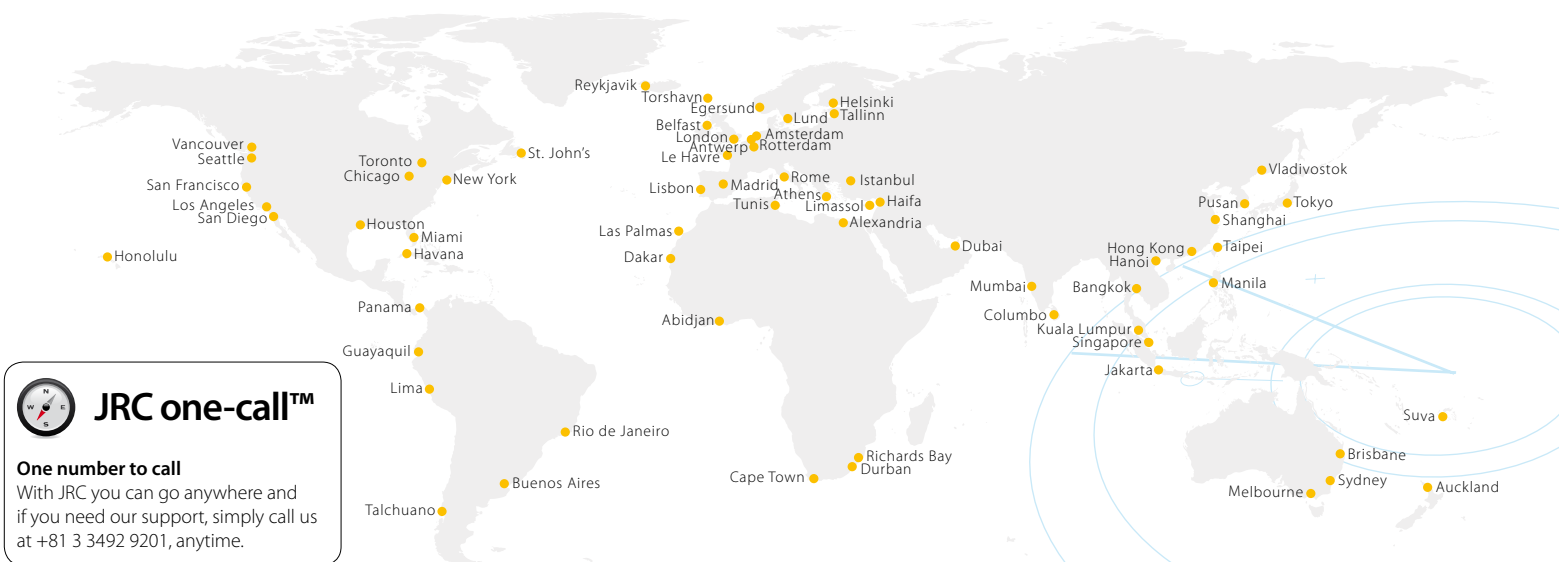 Reykjavik
Torshavn
Egersund
Helsinki
Tallinn
Lund
Belfast
London
Amsterdam
Antwerp
Rotterdam
Le Havre
Vancouver
Seattle
Toronto
Chicago
St. John's
New York
San Francisco
Los Angeles
San Diego
Houston
Miami
Havana
Honolulu
Lisbon
Madrid
Rome
Istanbul
Athens
Tunis
Limassol
Haifa
Alexandria
Las Palmas
Dakar
Dubai
Vladivostok
Pusan
Tokyo
Shanghai
Hong Kong
Taipei
Hanoi
Mumbai
Bangkok
Manila
Columbo
Kuala Lumpur
Singapore
Jakarta
Panama
Abidjan
Guayaquil
Lima
Rio de Janeiro
Buenos Aires
Talchuano
Richards Bay
Durban
Cape Town
Suva
Brisbane
Sydney
Melbourne
Auckland
N
W E
S
JRC one-call™
One number to call
With JRC you can go anywhere and
if you need our support, simply call us
at +81 3 3492 9201, anytime.